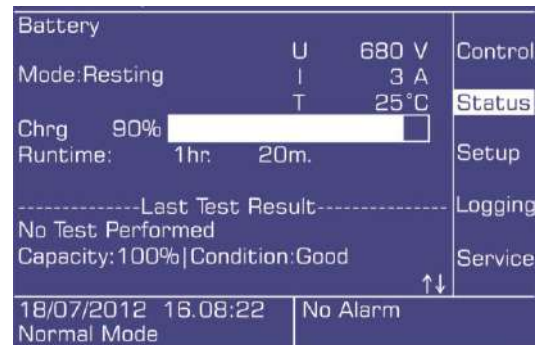 Battery
U 680 V
Mode:Resting I 3 A
T 25°C
Chrg 90%
Runtime: 1hr. 20m.
-------------Last Test Result--------------
No Test Performed
Capacity:100%|Condition:Good
↑↓
18/07/2012 16.08:22
Normal Mode
No Alarm
Control
Status
Setup
Logging
Service